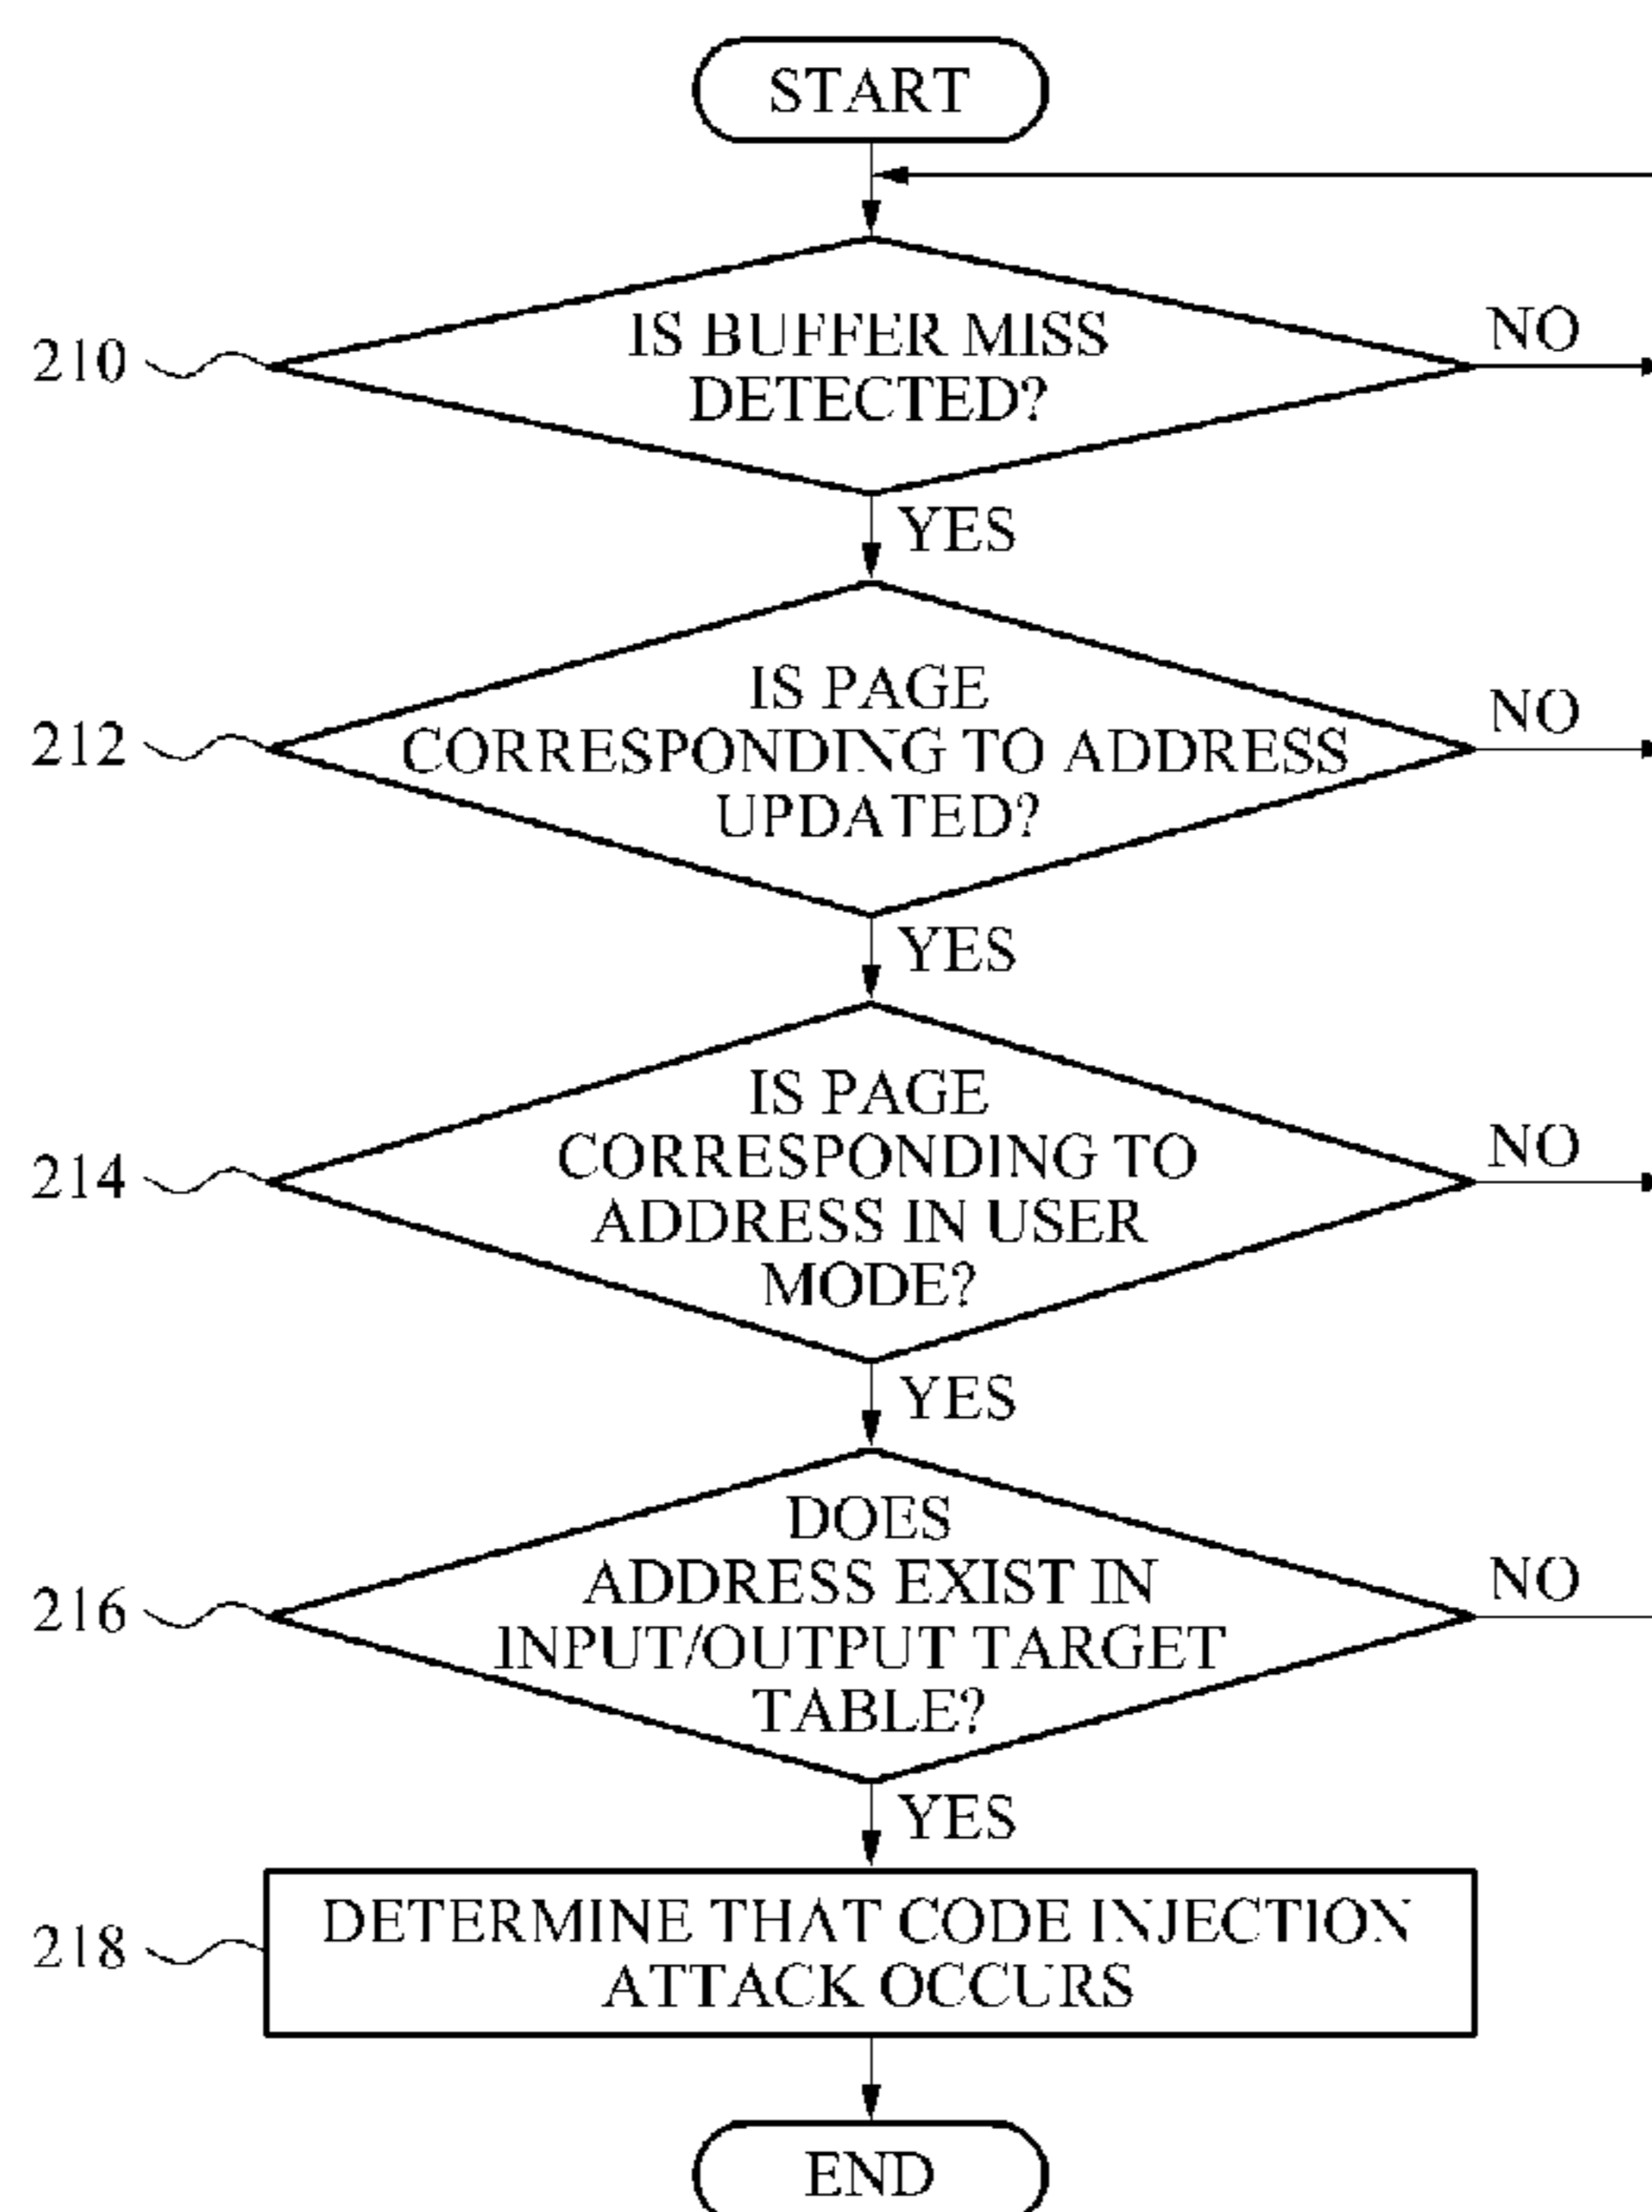 START
IS BUFFER MISS
DETECTED?
NO
210
YES
IS PAGE
CORRESPONDING TO ADDRESS
UPDATED?
NO
212
YES
IS PAGE
CORRESPONDING TO
ADDRESS IN USER
MODE?
NO
214
YES
DOES
ADDRESS EXIST IN
INPUT/OUTPUT TARGET
TABLE?
NO
216
YES
DETERMINE THAT CODE INJECTION
ATTACK OCCURS
218
END